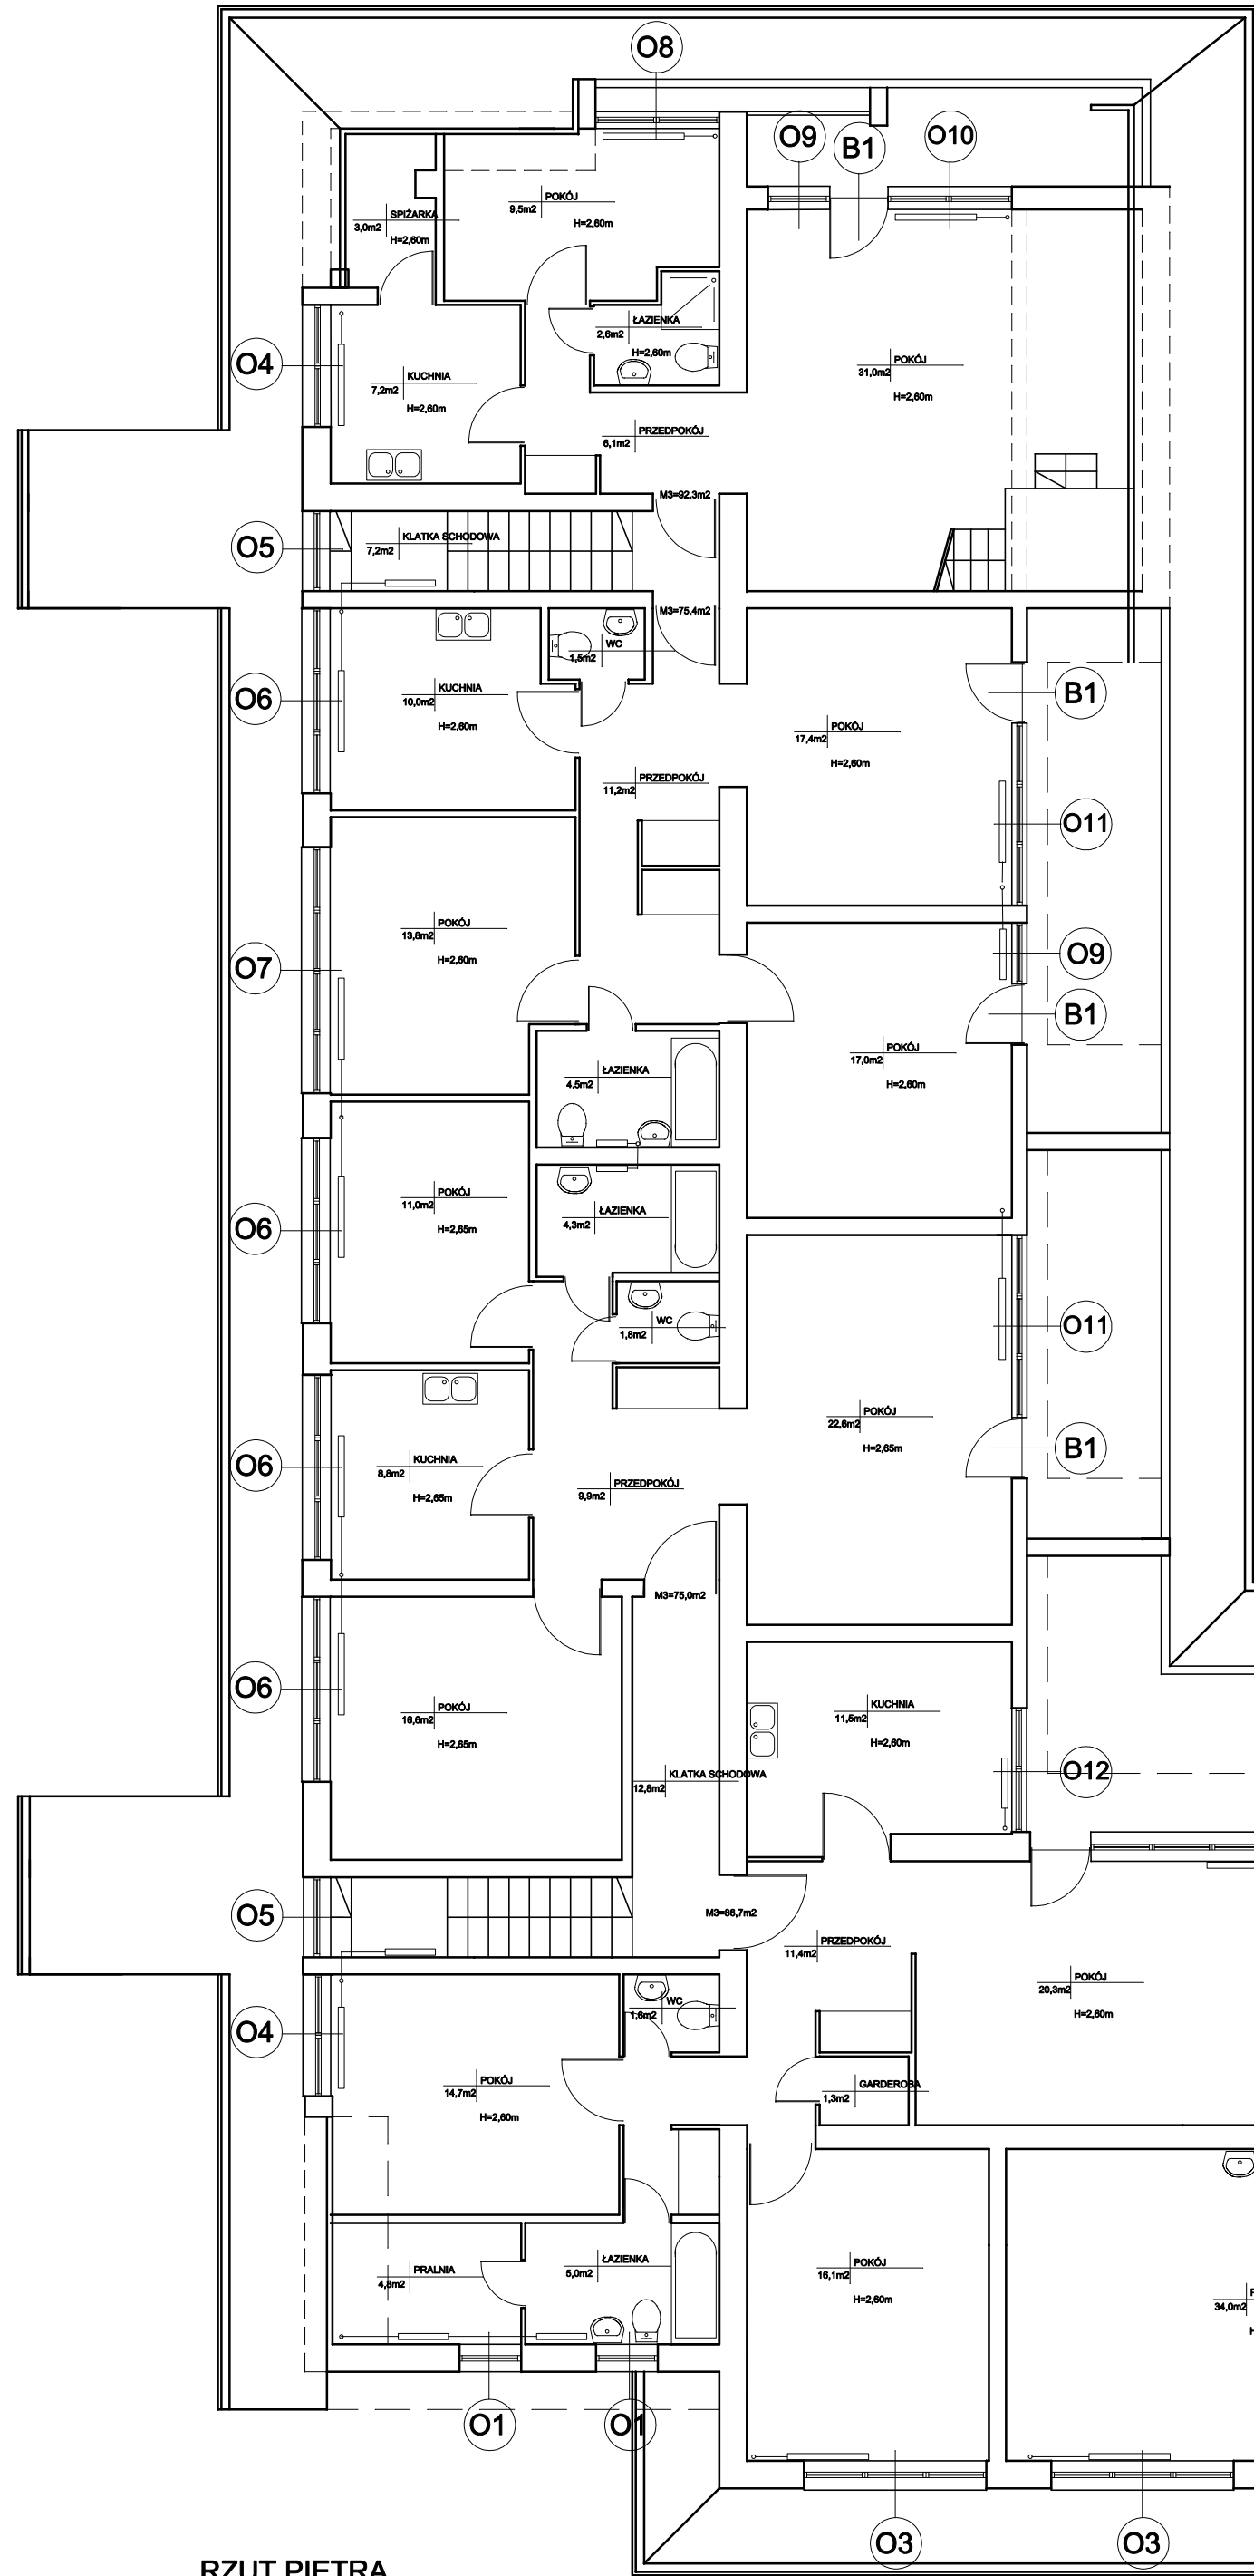 O8
O9
B1
O10
POKÓJ
9,5m2
H=2,60m
SPIŻARKA
3,0m2
H=2,60m
ŁAZIENKA
2,6m2
H=2,60m
O4
KUCHNIA
7,2m2
H=2,60m
POKÓJ
31,0m2
H=2,60m
PRZEDPOKÓJ
6,1m2
M3=92,3m2
O5
KLATKA SCHODOWA
7,2m2
M3=75,4m2
WC
1,5m2
O6
KUCHNIA
10,0m2
H=2,60m
B1
POKÓJ
17,4m2
H=2,60m
PRZEDPOKÓJ
11,2m2
O11
POKÓJ
13,8m2
H=2,60m
O7
O9
B1
POKÓJ
17,0m2
H=2,60m
ŁAZIENKA
4,5m2
POKÓJ
11,0m2
H=2,65m
O6
ŁAZIENKA
4,3m2
WC
1,6m2
O11
POKÓJ
22,6m2
H=2,65m
B1
O6
KUCHNIA
8,8m2
H=2,65m
PRZEDPOKÓJ
9,9m2
M3=75,0m2
O6
POKÓJ
16,6m2
H=2,65m
KUCHNIA
11,5m2
H=2,60m
KLATKA SCHODOWA
12,8m2
O12
O5
M3=86,7m2
PRZEDPOKÓJ
11,4m2
POKÓJ
20,3m2
H=2,60m
WC
1,6m2
O4
POKÓJ
14,7m2
H=2,60m
GARDEROBA
1,3m2
PRALNIA
4,8m2
ŁAZIENKA
5,0m2
POKÓJ
16,1m2
H=2,60m
34,0m2
O1
O1
O3
O3
RZUT PIĘTRA